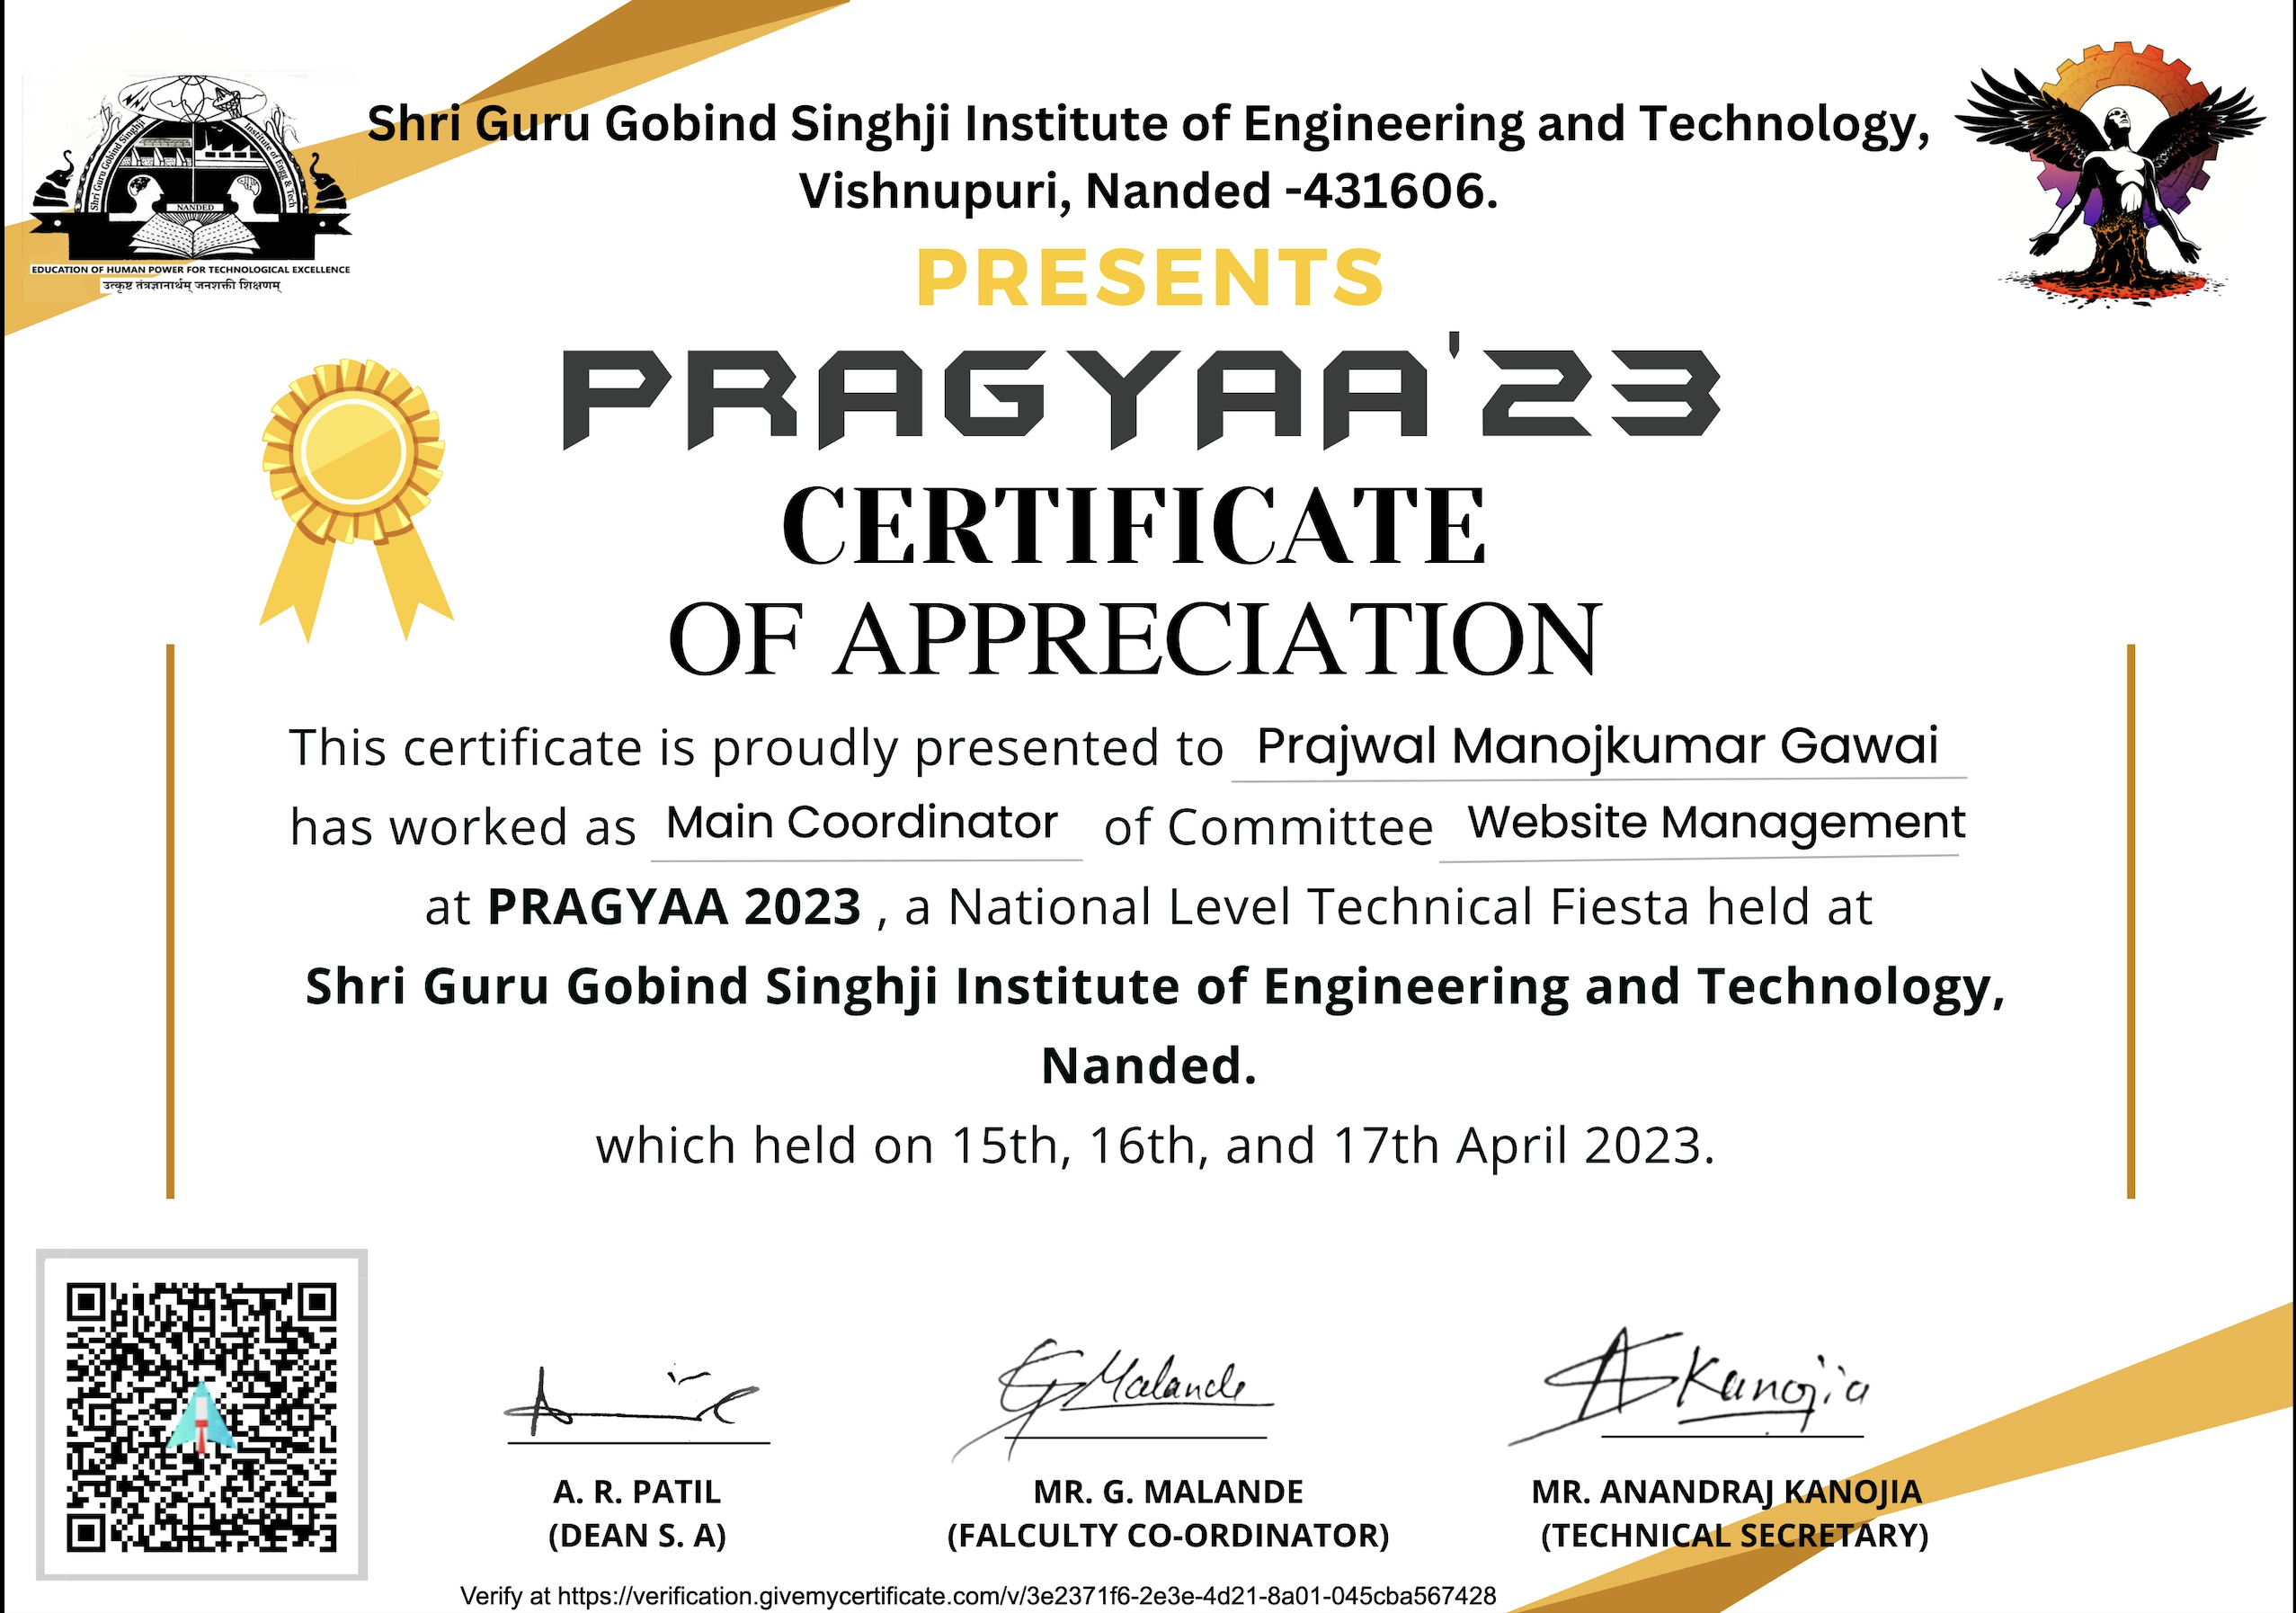 Shri Guru Gobind Singhji Institute of Engg & Tech
NANDED
EDUCATION OF HUMAN POWER FOR TECHNOLOGICAL EXCELLENCE
उत्कृष्ट तंत्रज्ञानार्थम् जनशक्ती शिक्षणम्
Shri Guru Gobind Singhji Institute of Engineering and Technology,
Vishnupuri, Nanded -431606.
PRESENTS
PRAGYAA'23
CERTIFICATE
OF APPRECIATION
This certificate is proudly presented to Prajwal Manojkumar Gawai
has worked as Main Coordinator of Committee Website Management
at PRAGYAA 2023 , a National Level Technical Fiesta held at
Shri Guru Gobind Singhji Institute of Engineering and Technology,
Nanded.
which held on 15th, 16th, and 17th April 2023.
G Malande
A Kanojia
A. R. PATIL
(DEAN S. A)
MR. G. MALANDE
(FALCULTY CO-ORDINATOR)
MR. ANANDRAJ KANOJIA
(TECHNICAL SECRETARY)
Verify at https://verification.givemycertificate.com/v/3e2371f6-2e3e-4d21-8a01-045cba567428